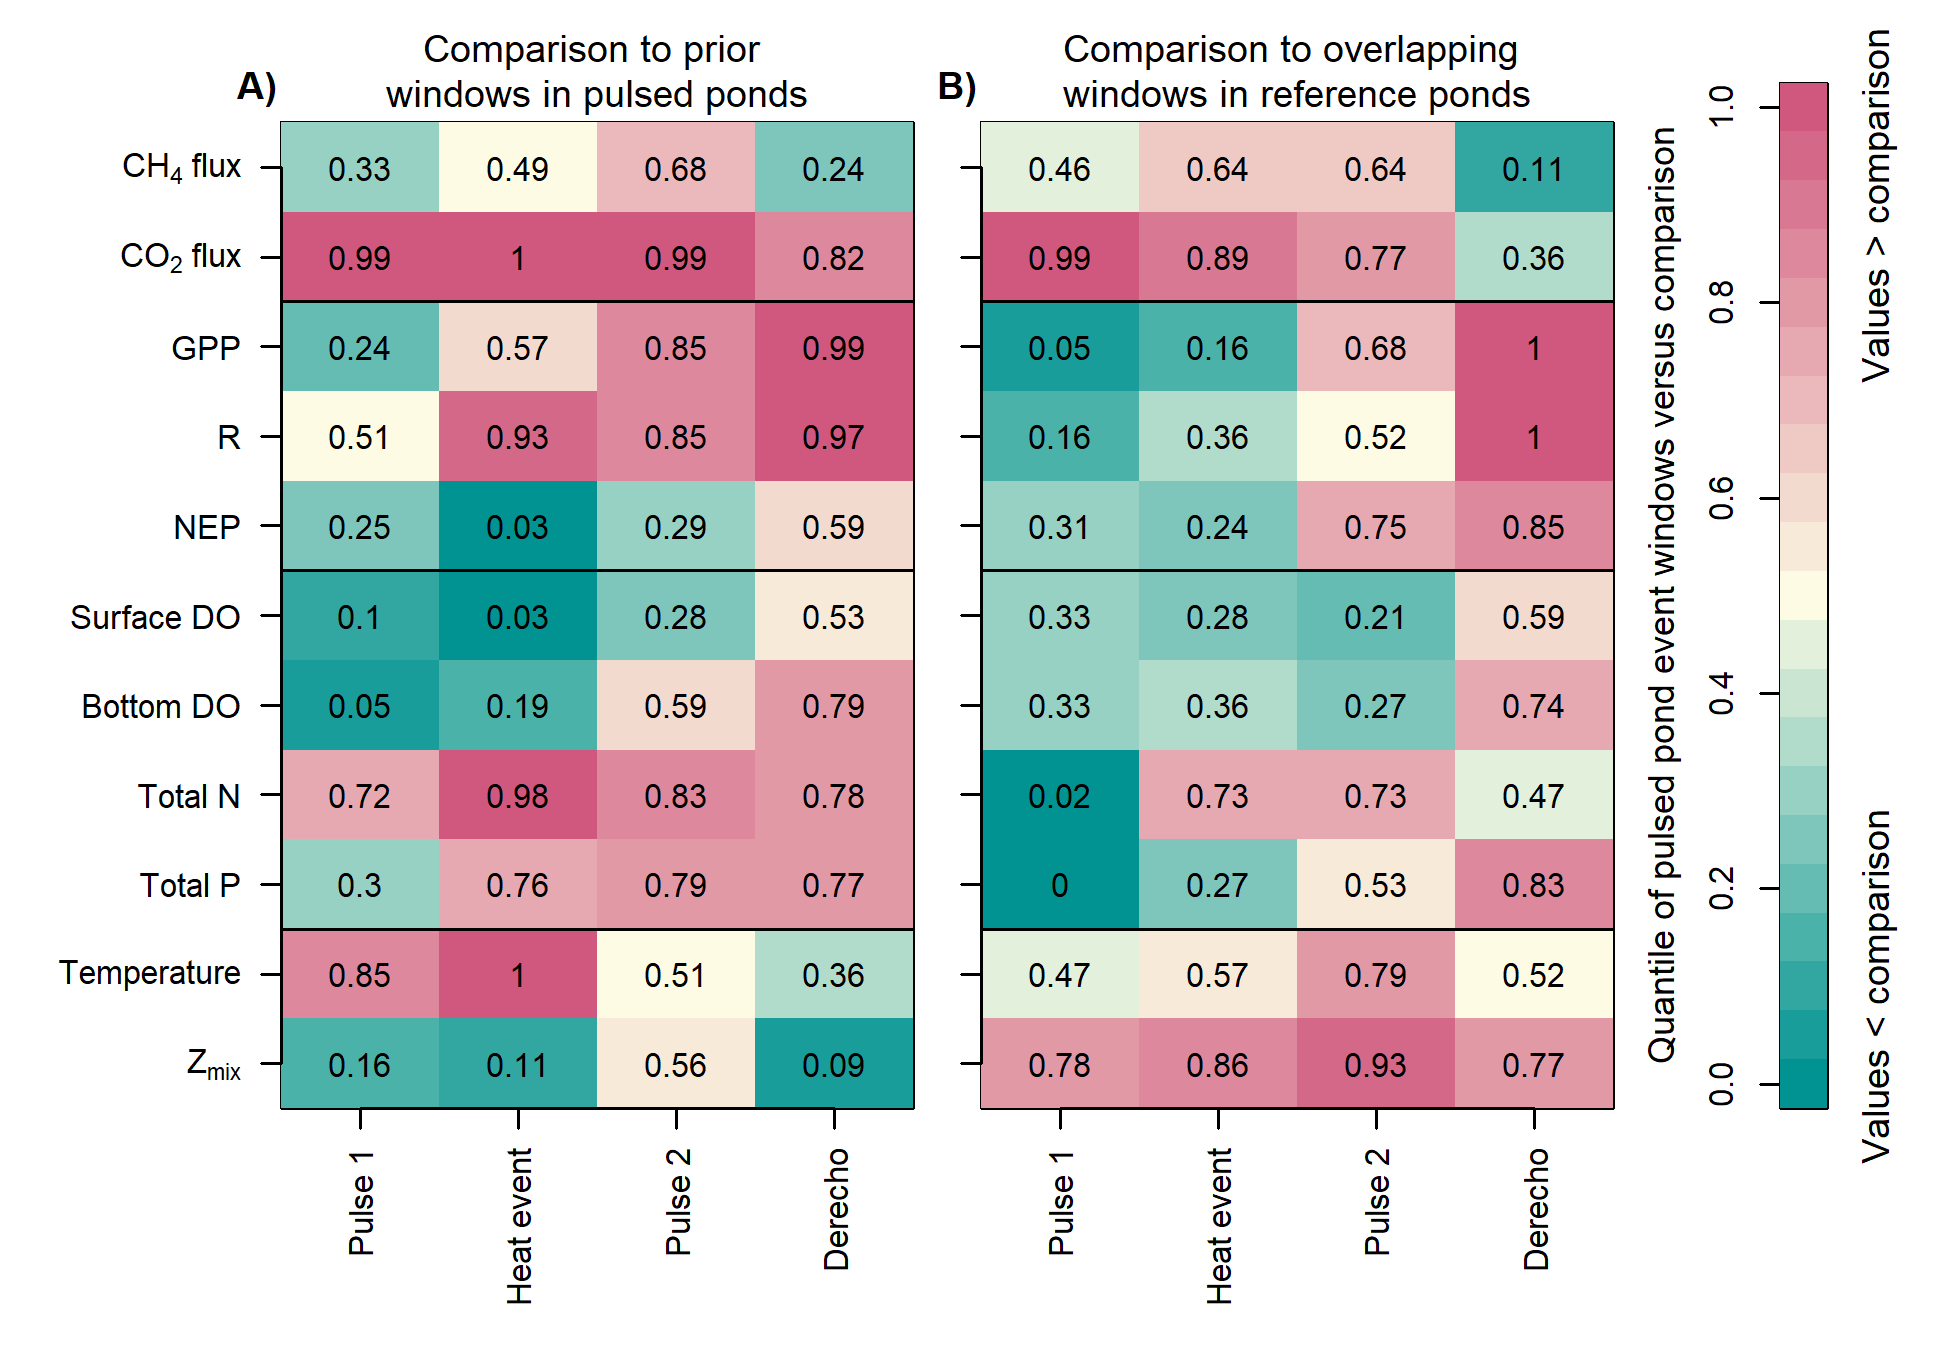 A)
Comparison to prior
windows in pulsed ponds
B)
Comparison to overlapping
windows in reference ponds
CH4 flux 0.33 0.49 0.68 0.24 0.46 0.64 0.64 0.11
CO2 flux 0.99 1 0.99 0.82 0.99 0.89 0.77 0.36
GPP 0.24 0.57 0.85 0.99 0.05 0.16 0.68 1
R 0.51 0.93 0.85 0.97 0.16 0.36 0.52 1
NEP 0.25 0.03 0.29 0.59 0.31 0.24 0.75 0.85
Surface DO 0.1 0.03 0.28 0.53 0.33 0.28 0.21 0.59
Bottom DO 0.05 0.19 0.59 0.79 0.33 0.36 0.27 0.74
Total N 0.72 0.98 0.83 0.78 0.02 0.73 0.73 0.47
Total P 0.3 0.76 0.79 0.77 0 0.27 0.53 0.83
Temperature 0.85 1 0.51 0.36 0.47 0.57 0.79 0.52
Zmix 0.16 0.11 0.56 0.09 0.78 0.86 0.93 0.77
Pulse 1
Heat event
Pulse 2
Derecho
Pulse 1
Heat event
Pulse 2
Derecho
Quantile of pulsed pond event windows versus comparison
0.0 0.2 0.4 0.6 0.8 1.0
Values < comparison
Values > comparison